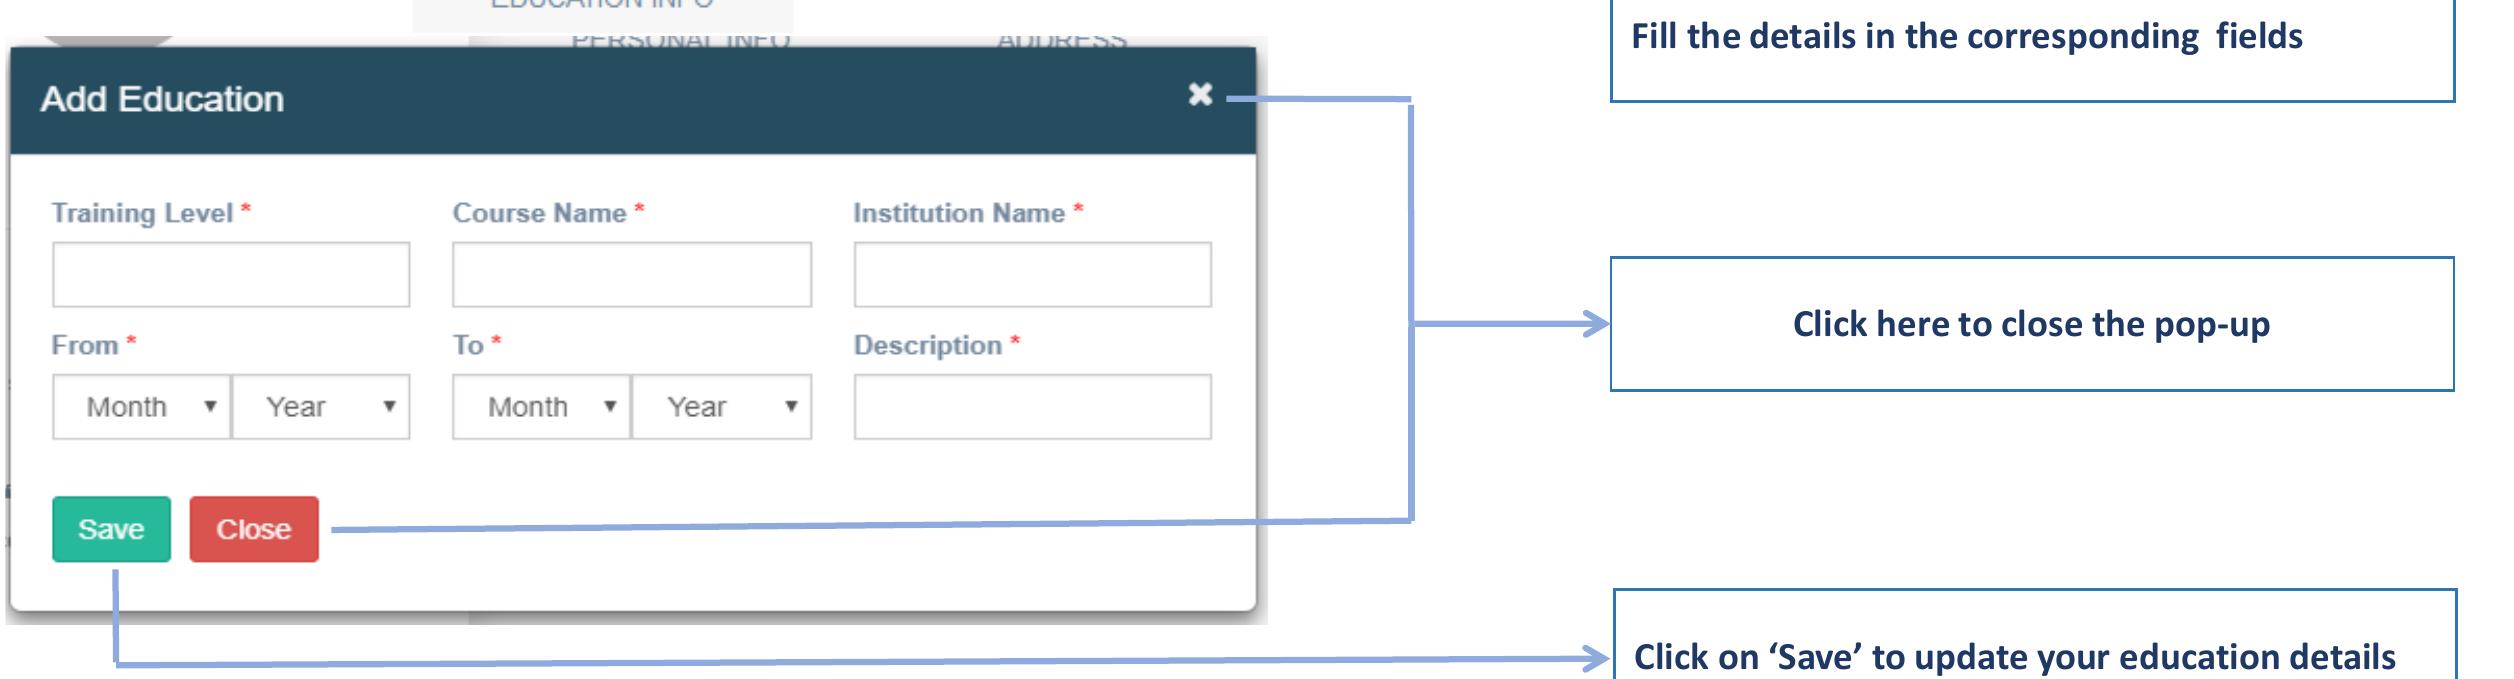 EDUCATION INFO
PERSONAL INFO ADDRESS
Fill the details in the corresponding fields
Add Education ✖
Training Level * Course Name * Institution Name *
From * To * Description *
Month ▼ Year ▼ Month ▼ Year ▼
Click here to close the pop-up
Save Close
Click on ‘Save’ to update your education details